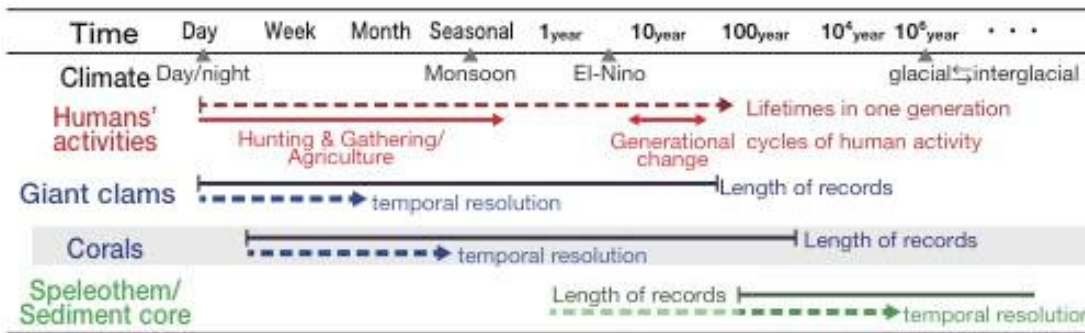 Time Day Week Month Seasonal 1year 10year 100year 10⁴year 10⁶year · · ·
Climate Day/night Monsoon El-Nino glacial⇆interglacial
Humans' activities
Lifetimes in one generation
Hunting & Gathering/
Agriculture
Generational cycles of human activity
change
Giant clams
Length of records
temporal resolution
Corals
Length of records
temporal resolution
Speleothem/
Sediment core
Length of records
temporal resolution